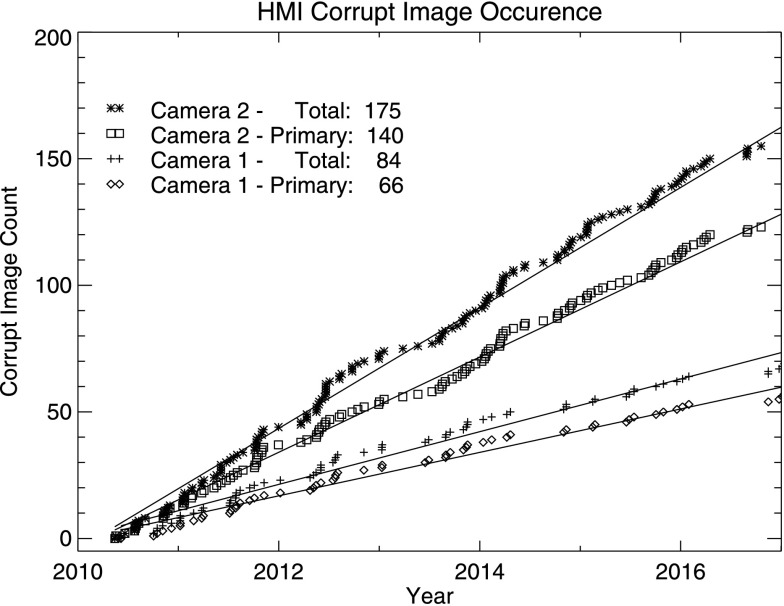 HMI Corrupt Image Occurence
200
150
100
50
0
Corrupt Image Count
Camera 2 - Total: 175
Camera 2 - Primary: 140
Camera 1 - Total: 84
Camera 1 - Primary: 66
2010 2012 2014 2016
Year